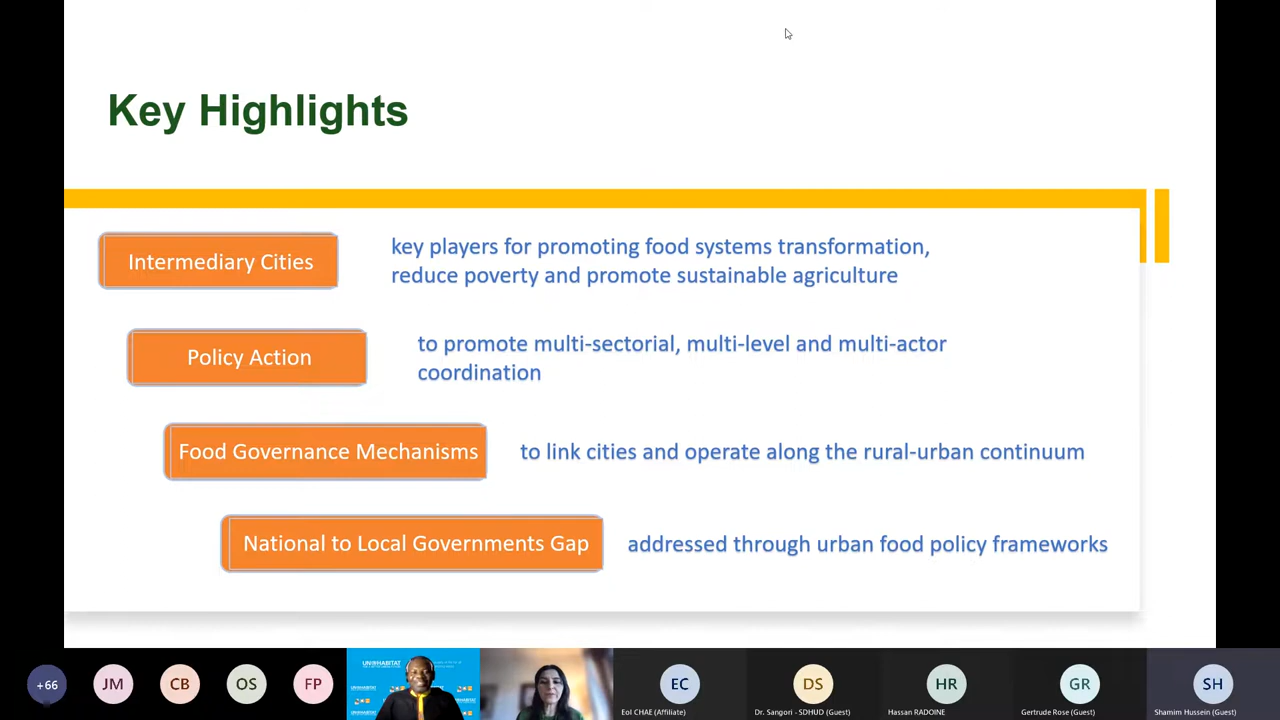 Key Highlights
Intermediary Cities
key players for promoting food systems transformation,
reduce poverty and promote sustainable agriculture
Policy Action
to promote multi-sectorial, multi-level and multi-actor
coordination
Food Governance Mechanisms
to link cities and operate along the rural-urban continuum
National to Local Governments Gap
addressed through urban food policy frameworks
+66
JM
CB
OS
FP
UN HABITAT
EC
DS
HR
GR
SH
Eol CHAE (Affiliate)
Dr. Sangori - SDHUD (Guest)
Hassan RADOINE
Gertrude Rose (Guest)
Shamim Hussein (Guest)